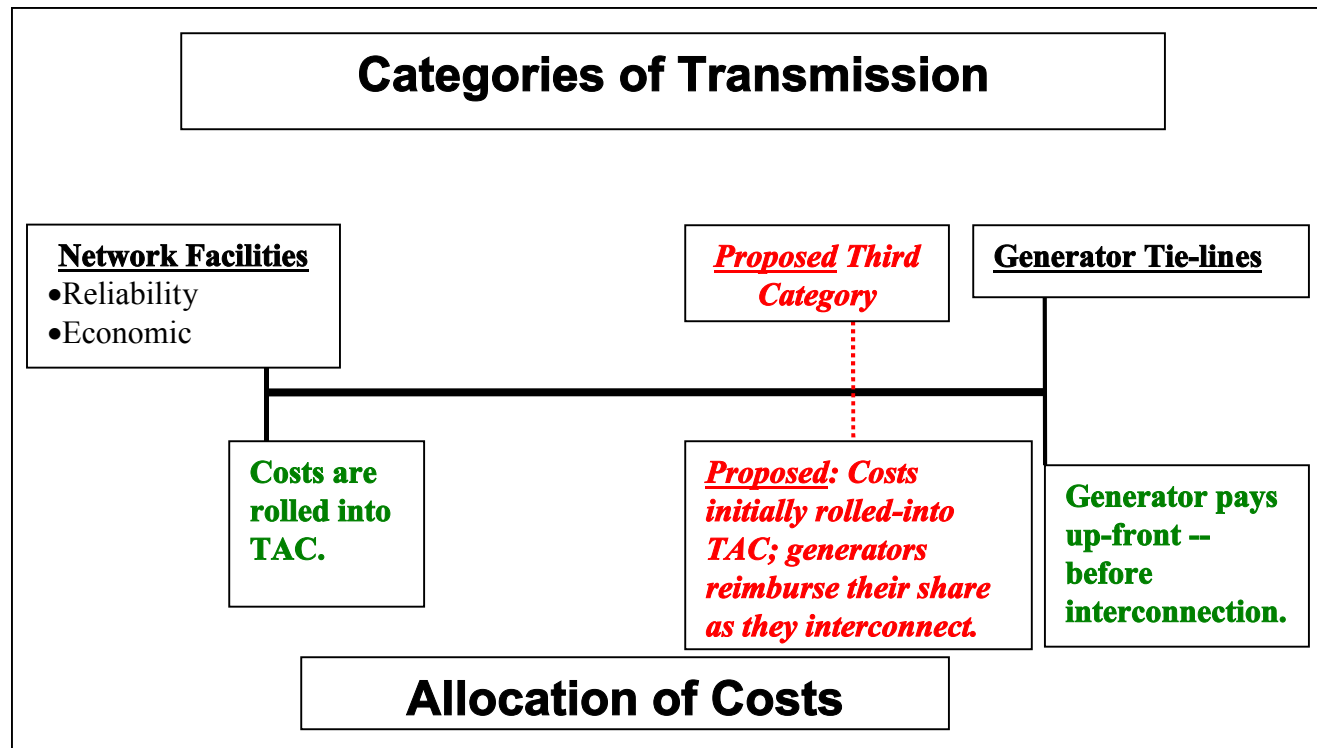 Categories of Transmission
Network Facilities
•Reliability
•Economic
Proposed Third
Category
Generator Tie-lines
Costs are
rolled into
TAC.
Proposed: Costs
initially rolled-into
TAC; generators
reimburse their share
as they interconnect.
Generator pays
up-front --
before
interconnection.
Allocation of Costs